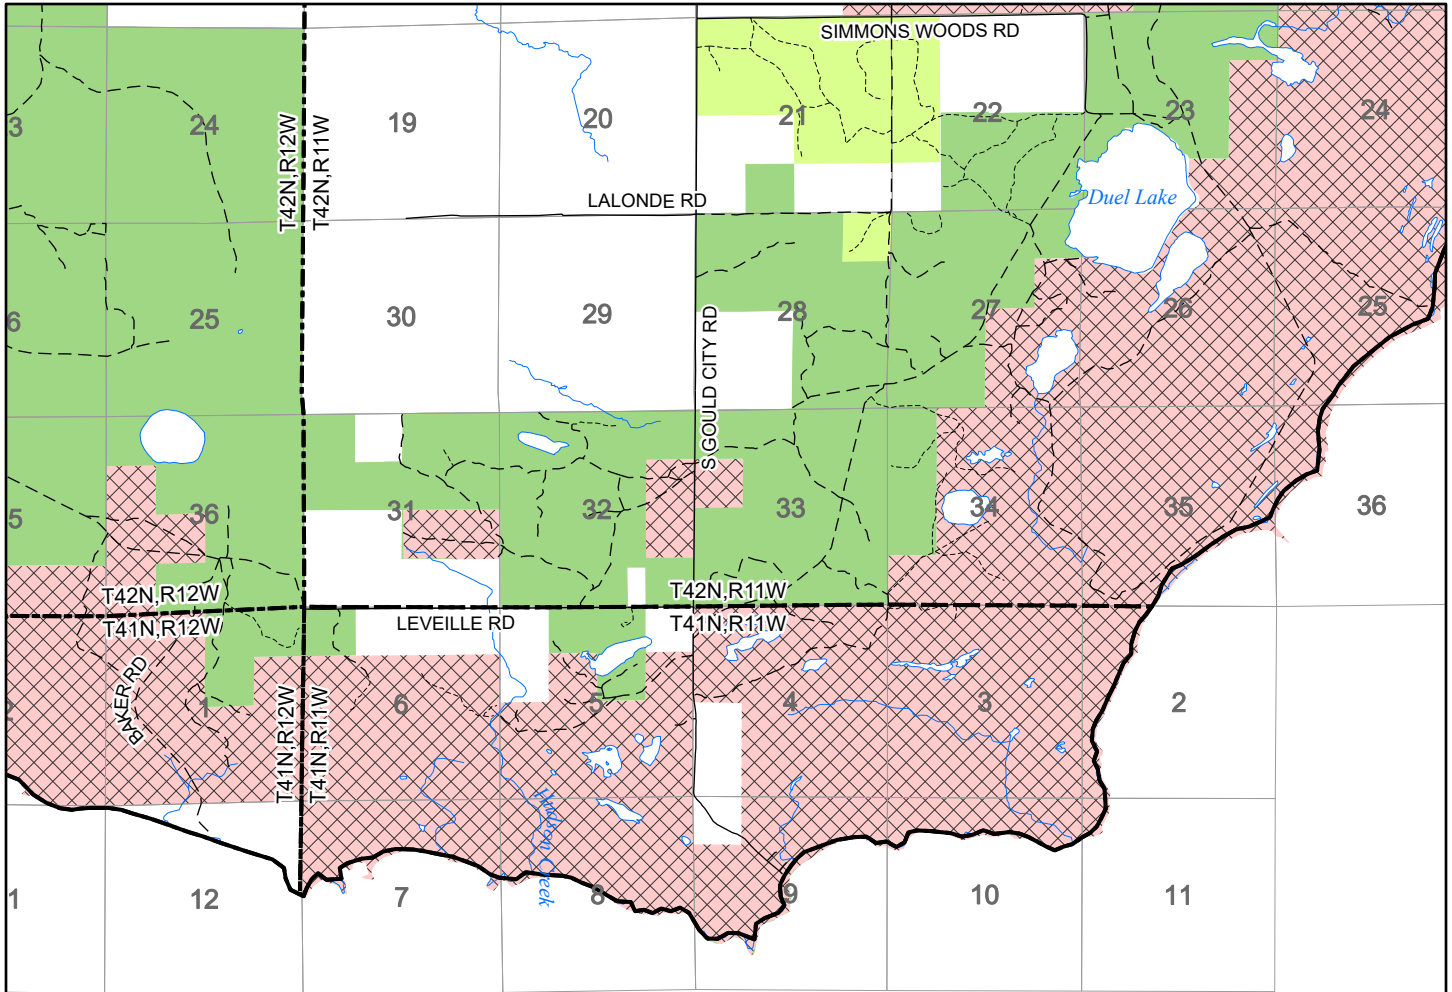 SIMMONS WOODS RD
3
24
19
20
21
22
23
24
T42N,R12W
T42N,R11W
LALONDE RD
Duel Lake
6
25
30
29
28
27
26
25
S GOULD CITY RD
5
36
31
32
33
34
35
36
T42N,R12W
T41N,R12W
T42N,R11W
T41N,R11W
LEVEILLE RD
BAKER RD
2
1
6
5
4
3
2
T41N,R12W
T41N,R11W
Hudson Creek
1
12
7
8
9
10
11